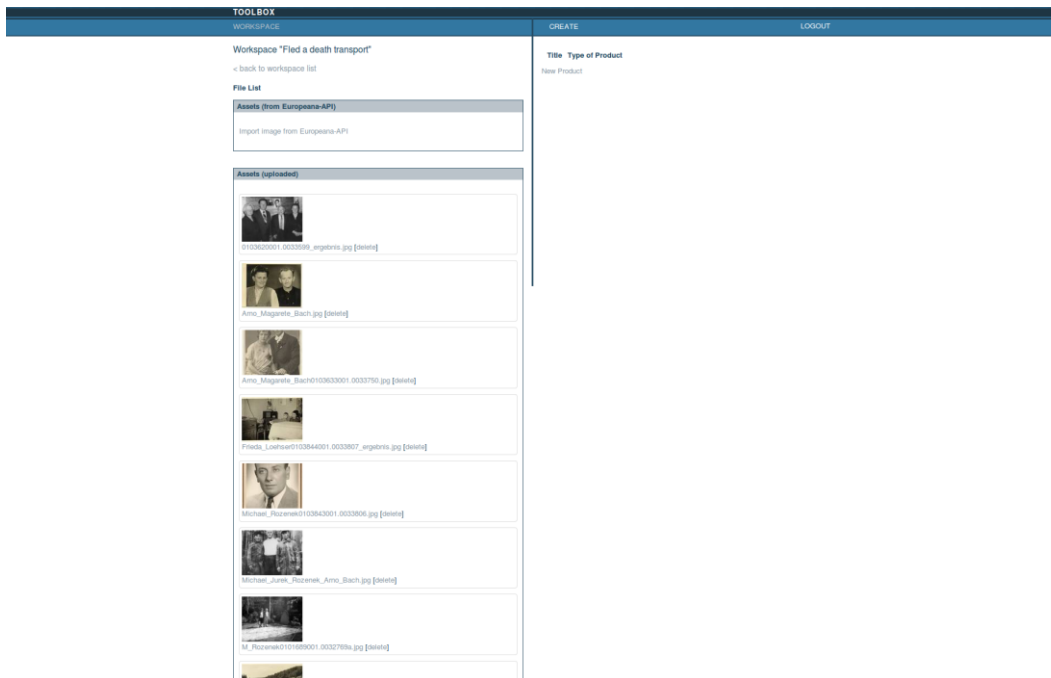 TOOLBOX
WORKSPACE
CREATE
LOGOUT
Workspace "Fled a death transport"
< back to workspace list
File List
Assets (from Europeana-API)
Import image from Europeana-API
Assets (uploaded)
0103620001.0033599_ergebnis.jpg [delete]
Arno_Magarete_Bach.jpg [delete]
Arno_Magarete_Bach0103633001.0033750.jpg [delete]
Frieda_Loehser0103844001.0033807_ergebnis.jpg [delete]
Michael_Rozenek0103843001.0033806.jpg [delete]
Michael_Jurek_Rozenek_Arno_Bach.jpg [delete]
M_Rozenek0101689001.0032769a.jpg [delete]
Title Type of Product
New Product